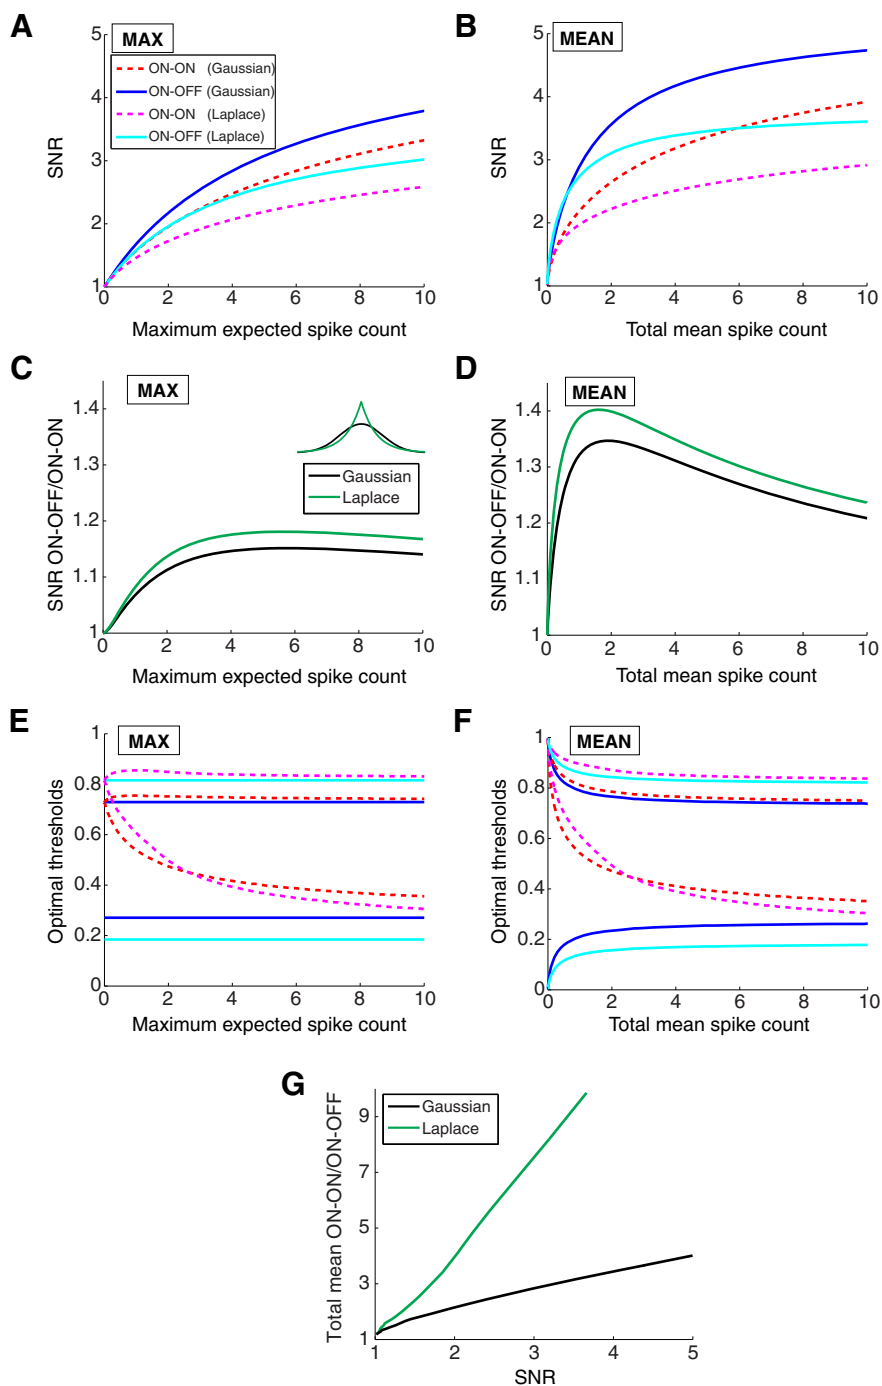 A
MAX
ON-ON (Gaussian)
ON-OFF (Gaussian)
ON-ON (Laplace)
ON-OFF (Laplace)
SNR
5
4
3
2
1
0 2 4 6 8 10
Maximum expected spike count
B
MEAN
SNR
5
4
3
2
1
0 2 4 6 8 10
Total mean spike count
C
MAX
Gaussian
Laplace
SNR ON-OFF/ON-ON
1.4
1.3
1.2
1.1
1
0 2 4 6 8 10
Maximum expected spike count
D
MEAN
SNR ON-OFF/ON-ON
1.4
1.3
1.2
1.1
1
0 2 4 6 8 10
Total mean spike count
E
MAX
Optimal thresholds
1
0.8
0.6
0.4
0.2
0
0 2 4 6 8 10
Maximum expected spike count
F
MEAN
Optimal thresholds
1
0.8
0.6
0.4
0.2
0
0 2 4 6 8 10
Total mean spike count
G
Gaussian
Laplace
Total mean ON-ON/ON-OFF
9
7
5
3
1
1 2 3 4 5
SNR